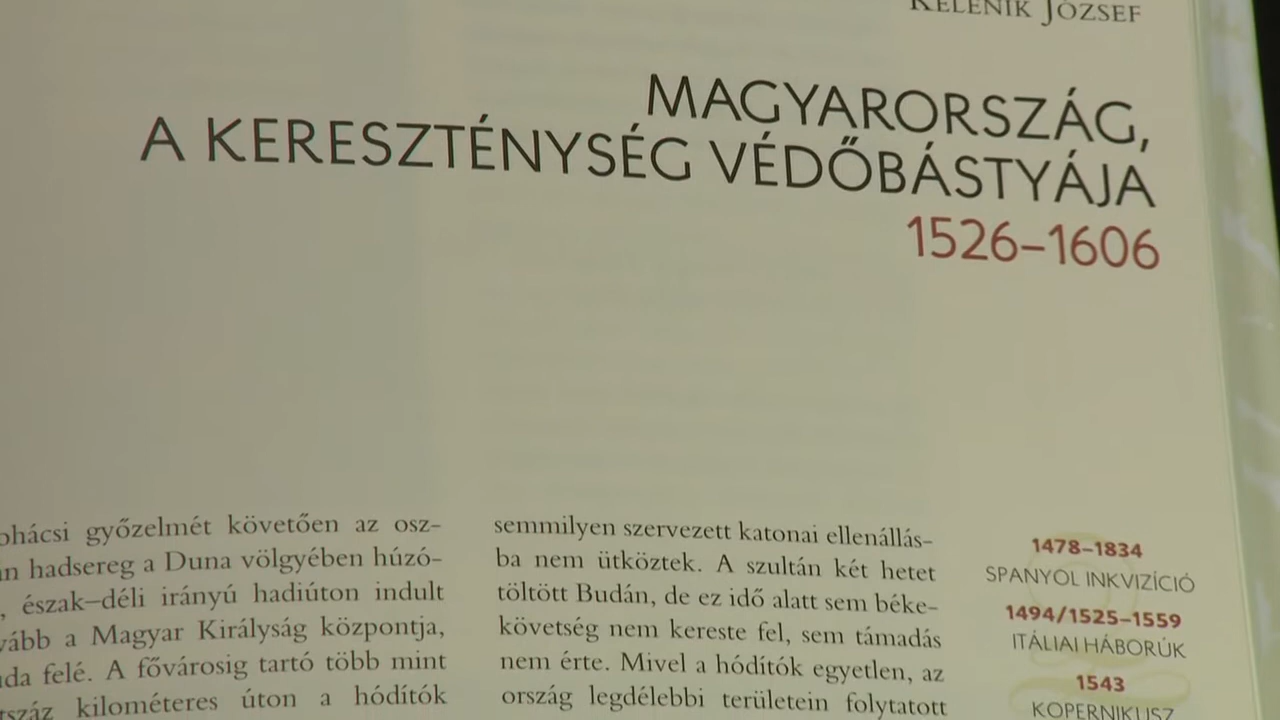 KELENIK JÓZSEF
MAGYARORSZÁG,
A KERESZTÉNYSÉG VÉDŐBÁSTYÁJA
1526–1606
győzelmét követően az osz-
hadsereg a Duna völgyében húzó-
észak–déli irányú hadiúton indult
a Magyar Királyság központja,
felé. A fővárosig tartó több mint
kilométeres úton a hódítók
semmilyen szervezett katonai ellenállás-
ba nem ütköztek. A szultán két hetet
töltött Budán, de ez idő alatt sem béke-
követség nem kereste fel, sem támadás
nem érte. Mivel a hódítók egyetlen, az
ország legdélebbi területein folytatott
1478–1834
SPANYOL INKVIZÍCIÓ
1494/1525–1559
ITÁLIAI HÁBORÚK
1543
KOPERNIKUSZ